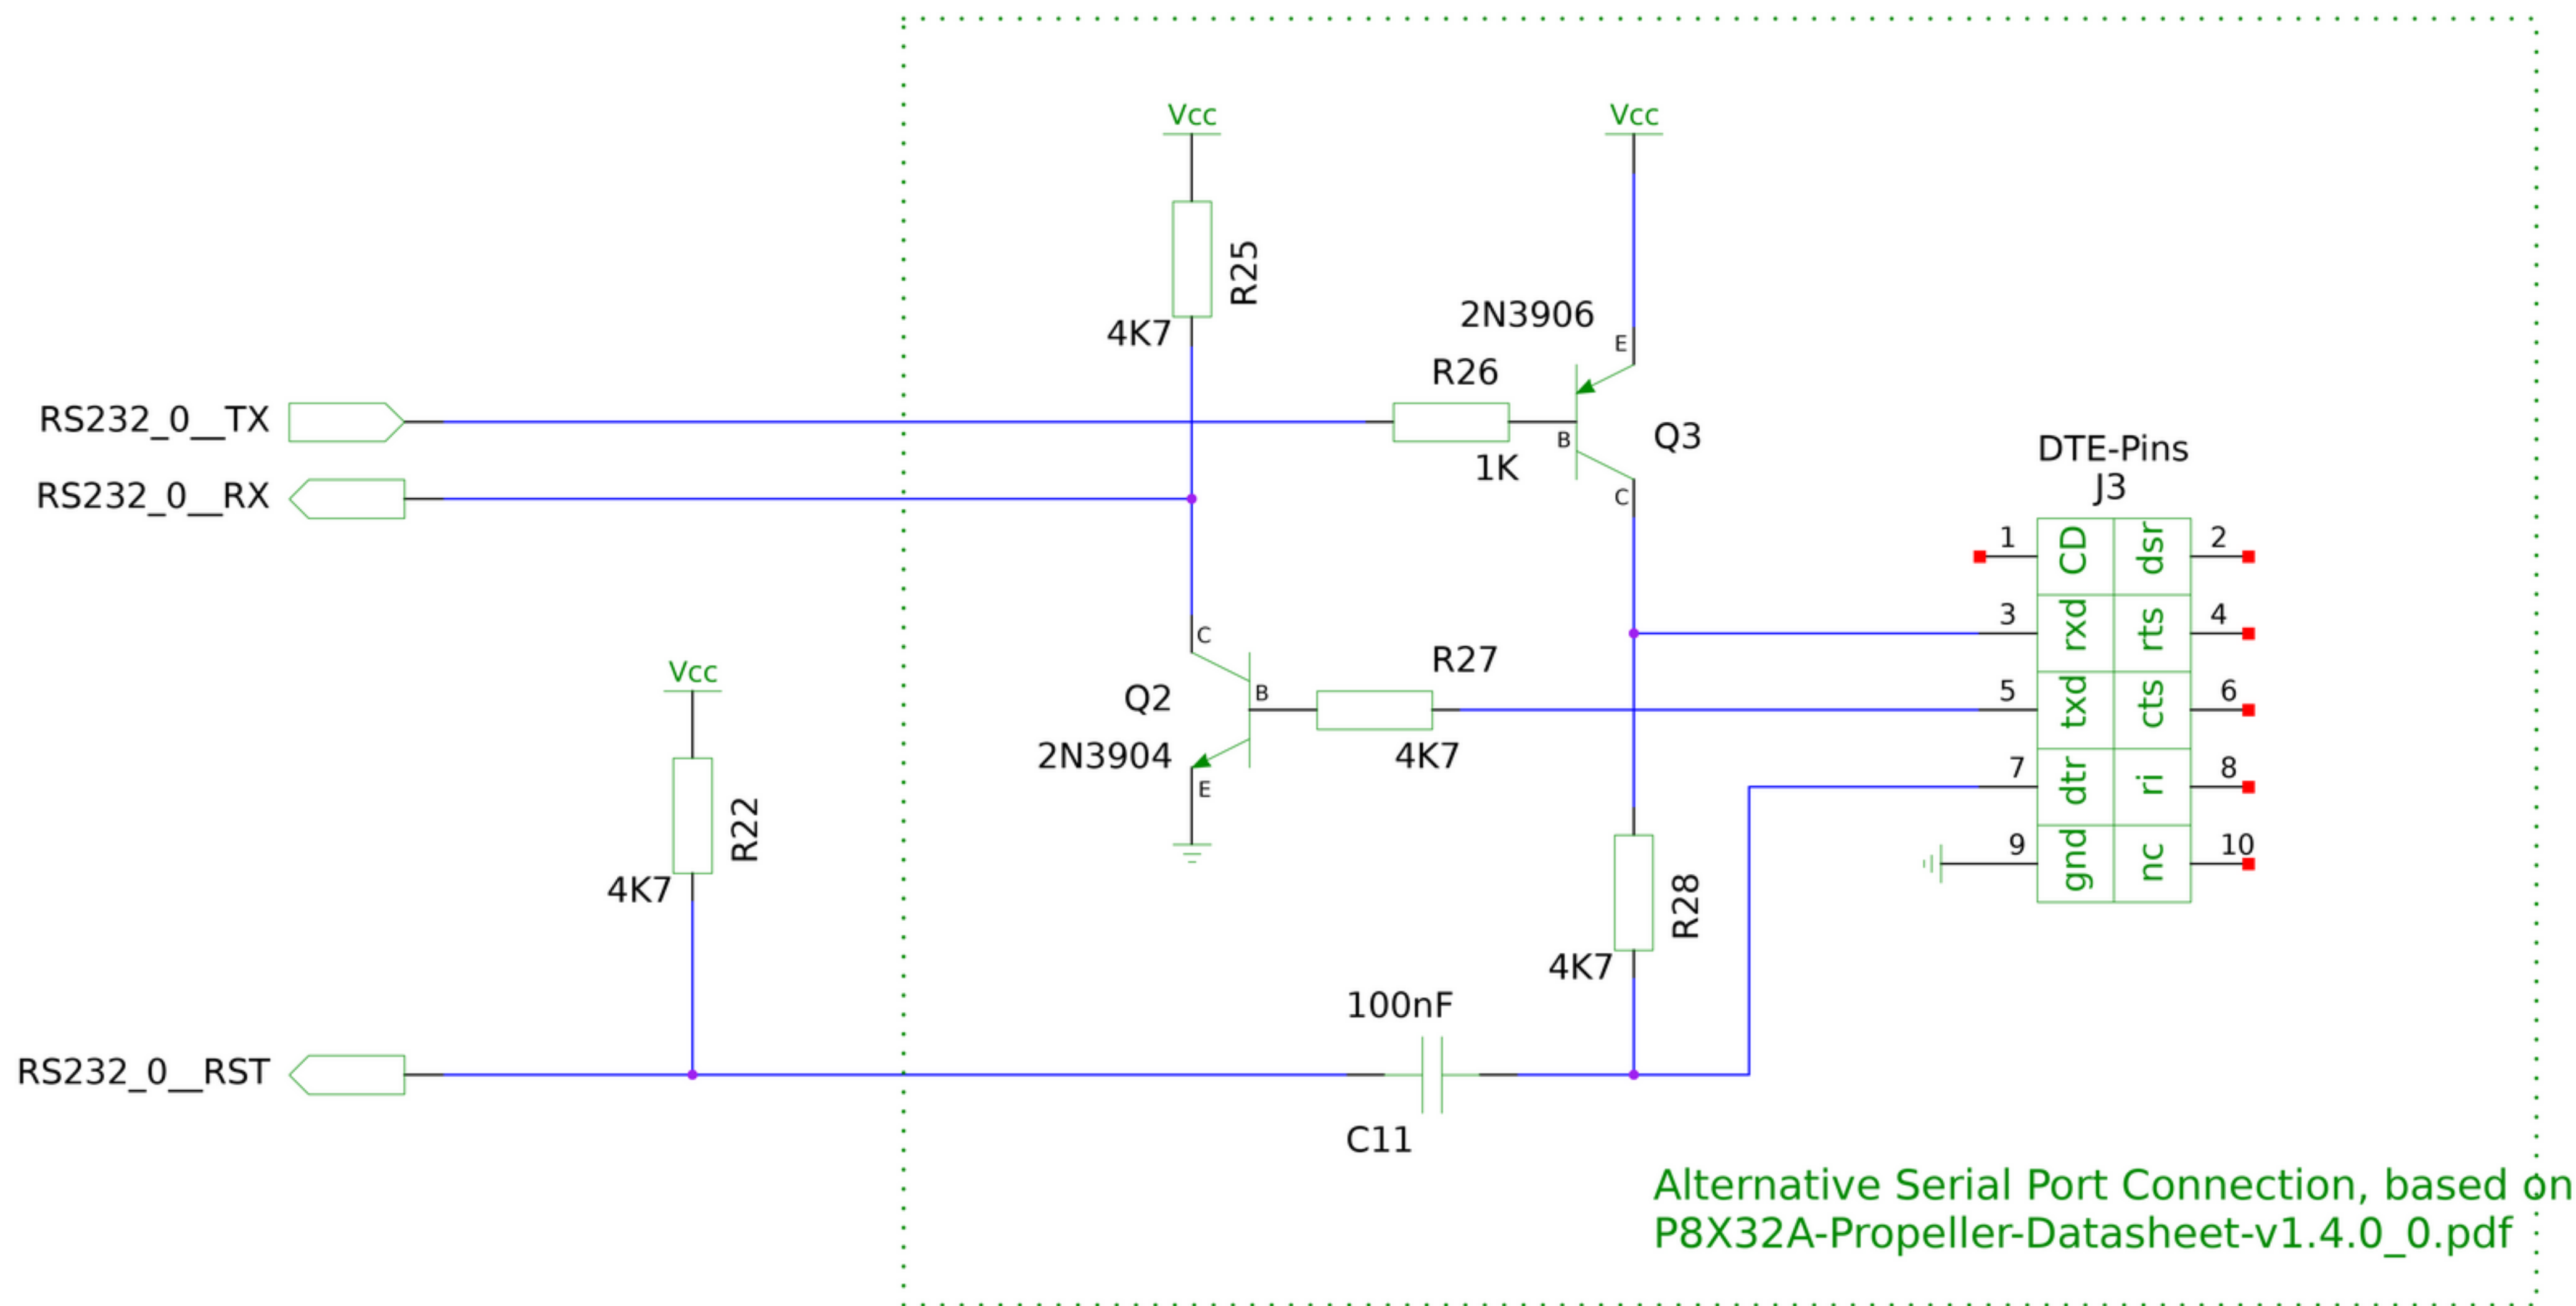 Vcc
Vcc
R25
4K7
2N3906
E
R26
B
1K
Q3
C
RS232_0__TX
RS232_0__RX
DTE-Pins
J3
1 CD dsr 2
3 rxd rts 4
5 txd cts 6
7 dtr ri 8
9 gnd nc 10
C
Q2
B
R27
2N3904
4K7
E
Vcc
R22
4K7
R28
4K7
100nF
RS232_0__RST
C11
Alternative Serial Port Connection, based on
P8X32A-Propeller-Datasheet-v1.4.0_0.pdf